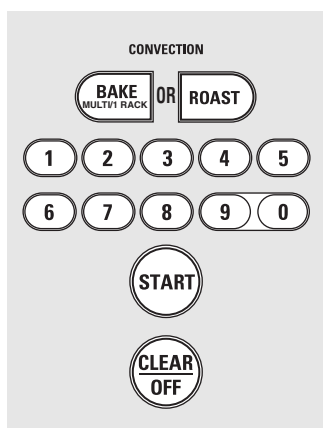 CONVECTION
BAKE OR ROAST
MULTI/1 RACK
1 2 3 4 5
6 7 8 9 0
START
CLEAR
OFF